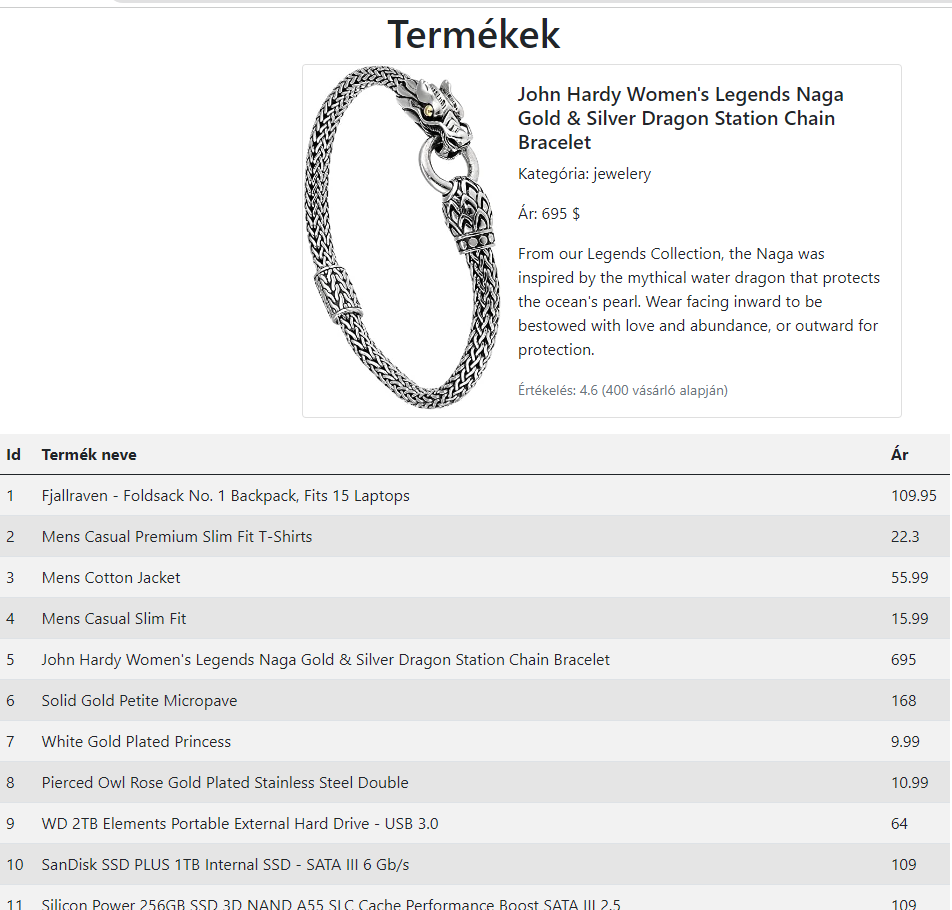 Termékek
John Hardy Women's Legends Naga
Gold & Silver Dragon Station Chain
Bracelet
Kategória: jewelery
Ár: 695 $
From our Legends Collection, the Naga was
inspired by the mythical water dragon that protects
the ocean's pearl. Wear facing inward to be
bestowed with love and abundance, or outward for
protection.
Értékelés: 4.6 (400 vásárló alapján)
Id Termék neve Ár
1 Fjallraven - Foldsack No. 1 Backpack, Fits 15 Laptops 109.95
2 Mens Casual Premium Slim Fit T-Shirts 22.3
3 Mens Cotton Jacket 55.99
4 Mens Casual Slim Fit 15.99
5 John Hardy Women's Legends Naga Gold & Silver Dragon Station Chain Bracelet 695
6 Solid Gold Petite Micropave 168
7 White Gold Plated Princess 9.99
8 Pierced Owl Rose Gold Plated Stainless Steel Double 10.99
9 WD 2TB Elements Portable External Hard Drive - USB 3.0 64
10 SanDisk SSD PLUS 1TB Internal SSD - SATA III 6 Gb/s 109
11 Silicon Power 256GB SSD 3D NAND A55 SLC Cache Performance Boost SATA III 2.5 109